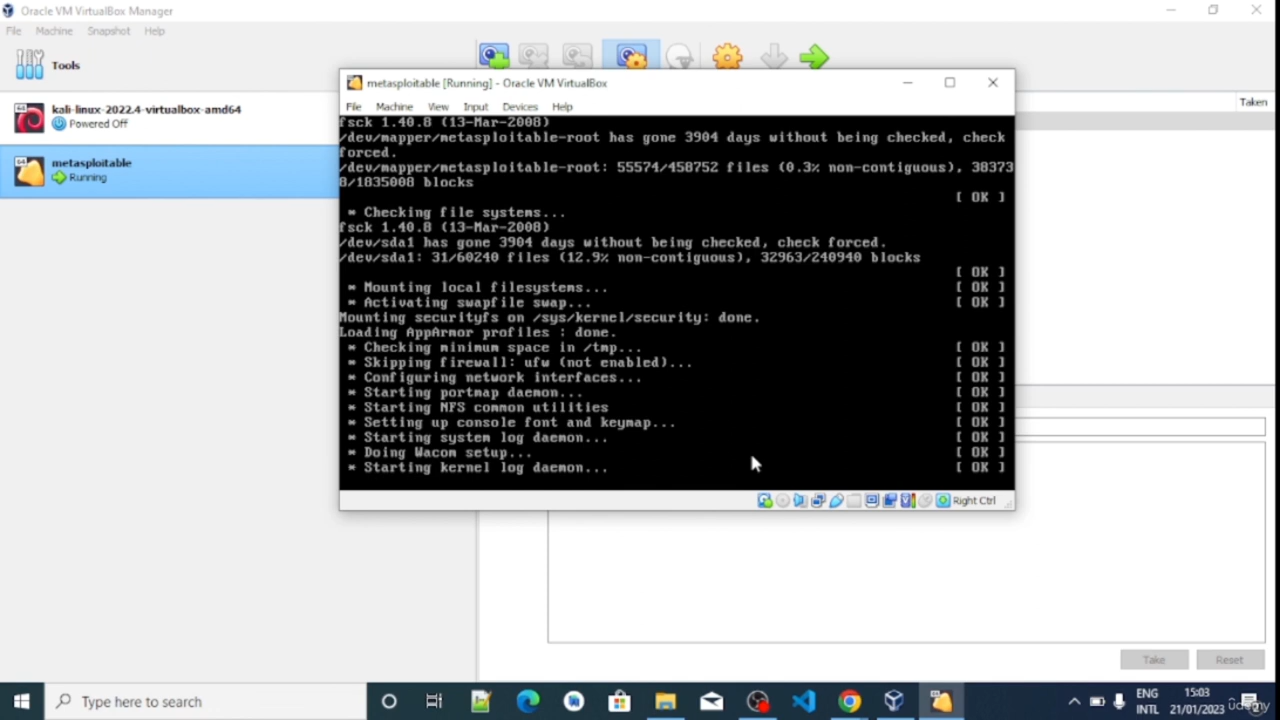 Oracle VM VirtualBox Manager
File Machine Snapshot Help
Tools
kali-linux-2022.4-virtualbox-amd64
Powered Off
metasploitable
Running
Taken
metasploitable [Running] - Oracle VM VirtualBox
File Machine View Input Devices Help
fsck 1.40.8 (13-Mar-2008)
/dev/mapper/metasploitable-root has gone 3904 days without being checked, check
forced.
/dev/mapper/metasploitable-root: 55574/458752 files (0.3% non-contiguous), 38373
8/1835008 blocks
[ OK ]
* Checking file systems...
fsck 1.40.8 (13-Mar-2008)
/dev/sda1 has gone 3904 days without being checked, check forced.
/dev/sda1: 31/60240 files (12.9% non-contiguous), 32963/240940 blocks
[ OK ]
* Mounting local filesystems... [ OK ]
* Activating swapfile swap... [ OK ]
Mounting securityfs on /sys/kernel/security: done.
Loading AppArmor profiles : done.
* Checking minimum space in /tmp... [ OK ]
* Skipping firewall: ufw (not enabled)... [ OK ]
* Configuring network interfaces... [ OK ]
* Starting portmap daemon... [ OK ]
* Starting NFS common utilities [ OK ]
* Setting up console font and keymap... [ OK ]
* Starting system log daemon... [ OK ]
* Doing Wacom setup... [ OK ]
* Starting kernel log daemon... [ OK ]
Right Ctrl
Take Reset
Type here to search
ENG
INTL
15:03
21/01/2023
udemy